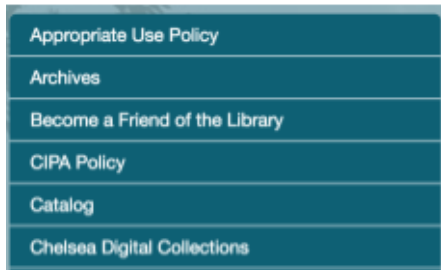 Appropriate Use Policy
Archives
Become a Friend of the Library
CIPA Policy
Catalog
Chelsea Digital Collections